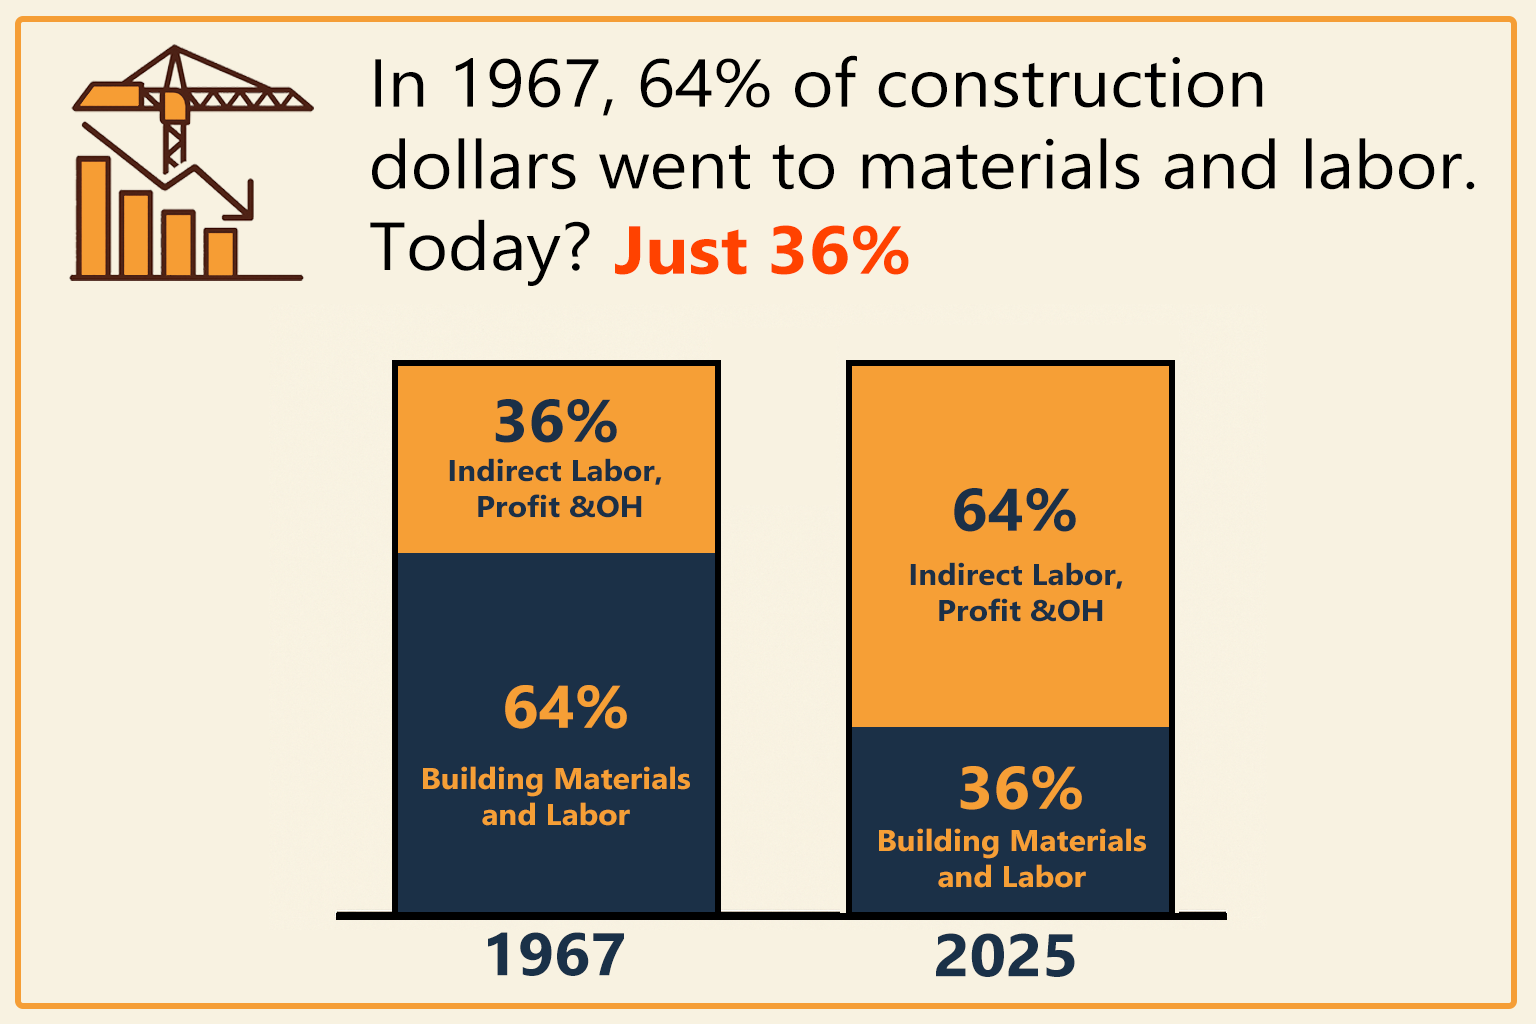 In 1967, 64% of construction
dollars went to materials and labor.
Today? Just 36%
36%
Indirect Labor,
Profit &OH
64%
Building Materials
and Labor
1967
64%
Indirect Labor,
Profit &OH
36%
Building Materials
and Labor
2025